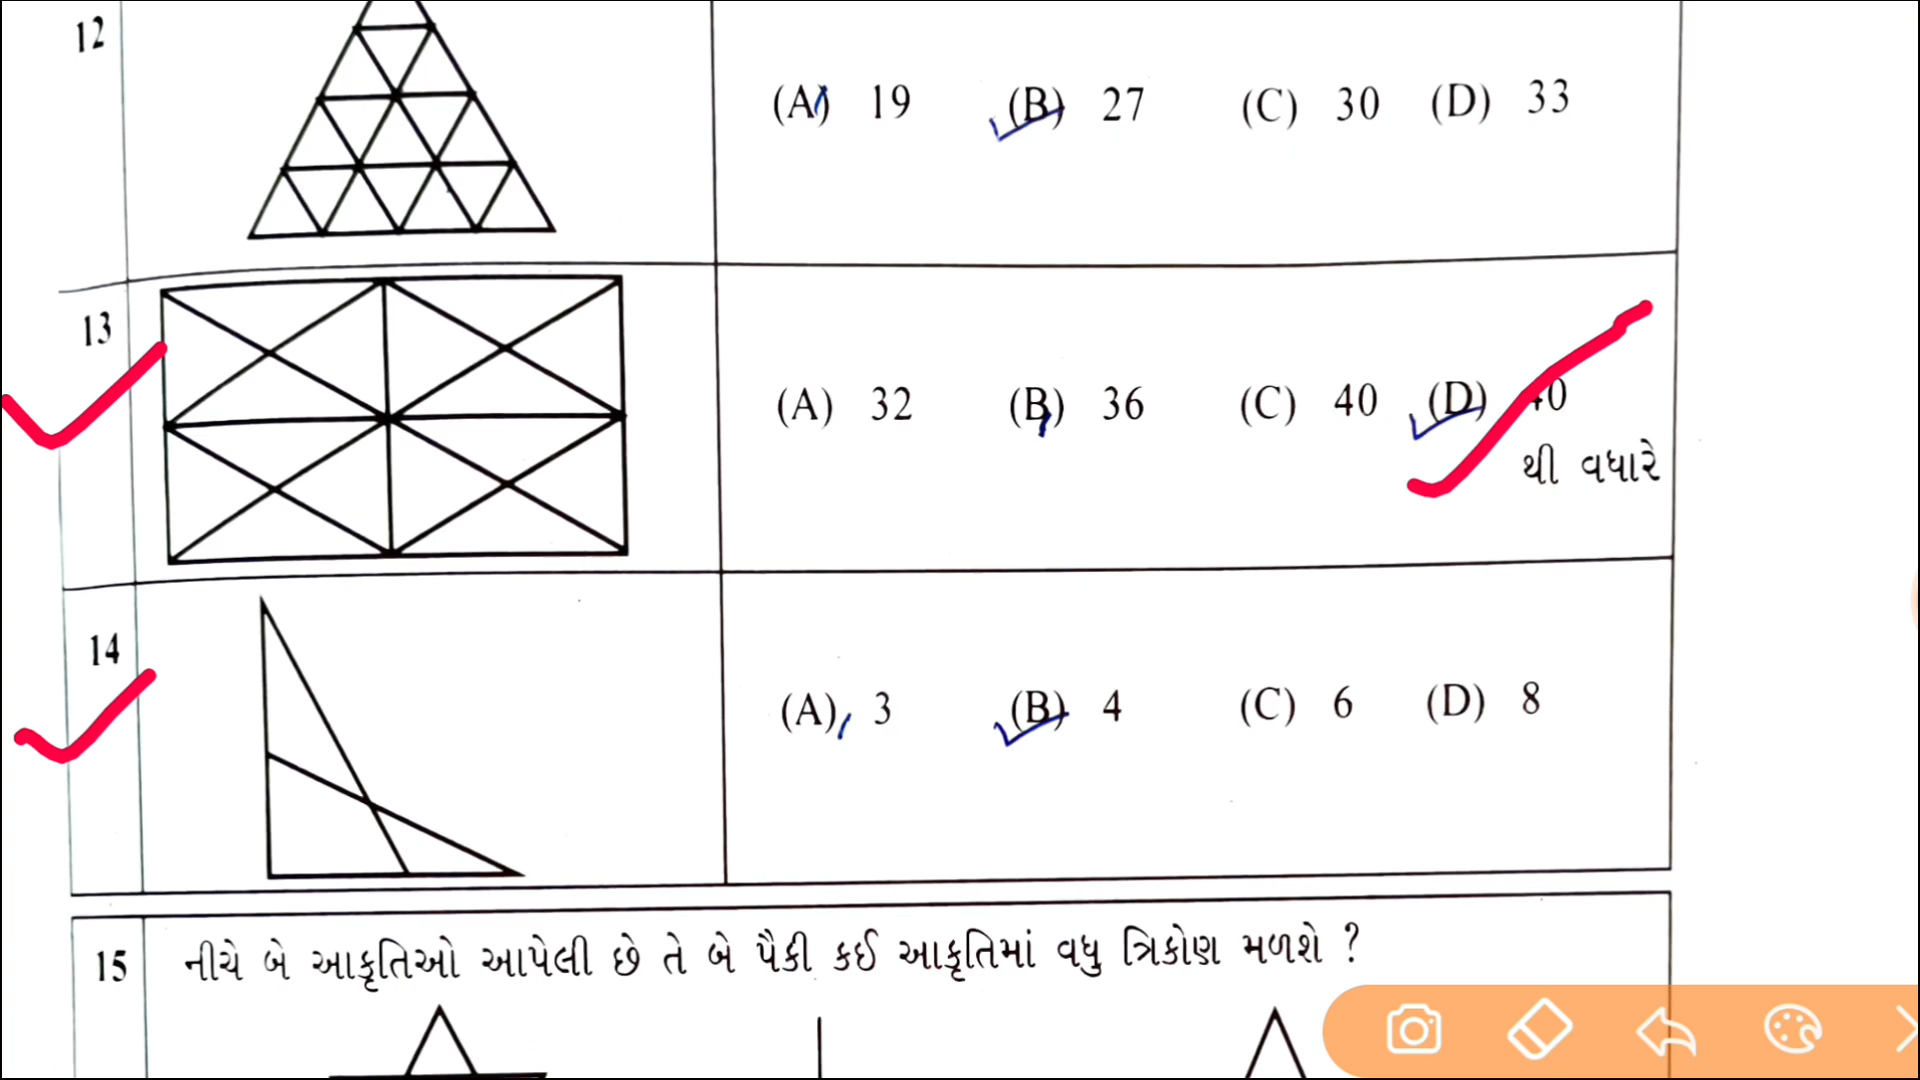 12
(A) 19 (B) 27 (C) 30 (D) 33
13
(A) 32 (B) 36 (C) 40 (D) 40
થી વધારે
14
(A) 3 (B) 4 (C) 6 (D) 8
15 નીચે બે આકૃતિઓ આપેલી છે તે બે પૈકી કઈ આકૃતિમાં વધુ ત્રિકોણ મળશે ?